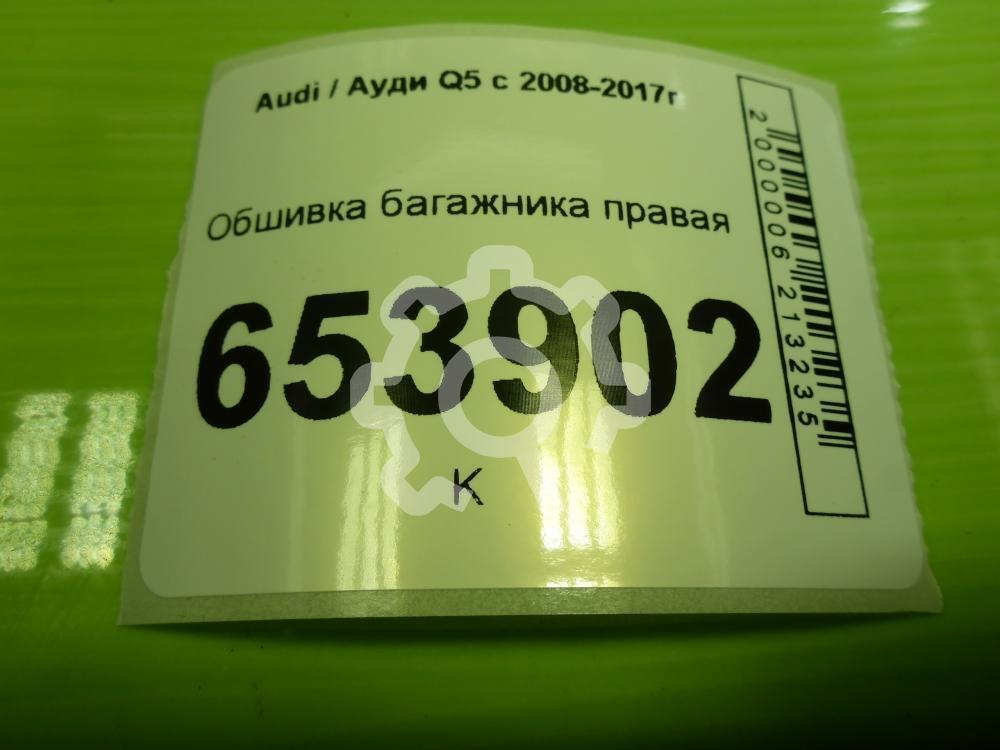 Audi / Ауди Q5 с 2008-2017г
Обшивка багажника правая
653902
К
2000006213235